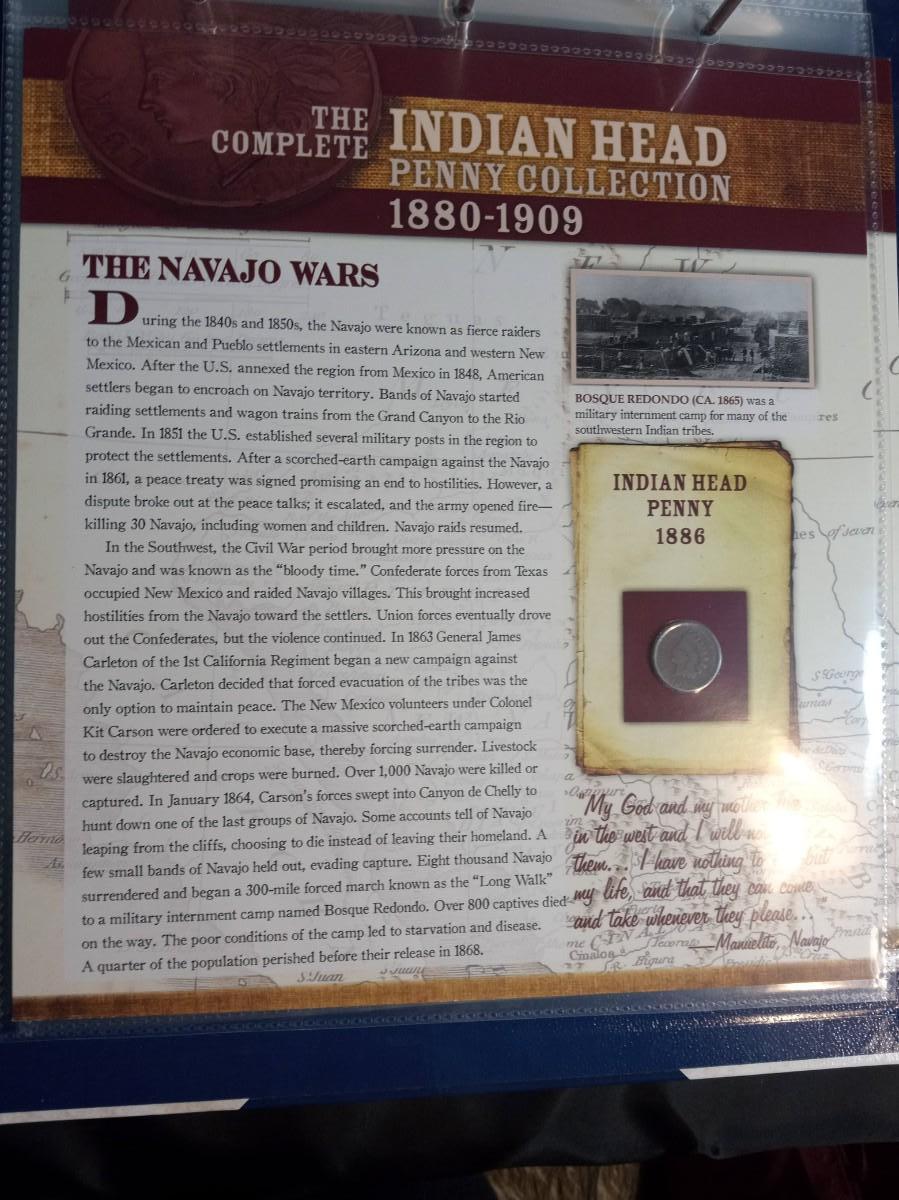 THE
COMPLETE
INDIAN HEAD
PENNY COLLECTION
1880-1909
THE NAVAJO WARS
During the 1840s and 1850s, the Navajo were known as fierce raiders
to the Mexican and Pueblo settlements in eastern Arizona and western New
Mexico. After the U.S. annexed the region from Mexico in 1848, American
settlers began to encroach on Navajo territory. Bands of Navajo started
raiding settlements and wagon trains from the Grand Canyon to the Rio
Grande. In 1851 the U.S. established several military posts in the region to
protect the settlements. After a scorched-earth campaign against the Navajo
in 1861, a peace treaty was signed promising an end to hostilities. However, a
dispute broke out at the peace talks; it escalated, and the army opened fire—
killing 30 Navajo, including women and children. Navajo raids resumed.
In the Southwest, the Civil War period brought more pressure on the
Navajo and was known as the “bloody time.” Confederate forces from Texas
occupied New Mexico and raided Navajo villages. This brought increased
hostilities from the Navajo toward the settlers. Union forces eventually drove
out the Confederates, but the violence continued. In 1863 General James
Carleton of the 1st California Regiment began a new campaign against
the Navajo. Carleton decided that forced evacuation of the tribes was the
only option to maintain peace. The New Mexico volunteers under Colonel
Kit Carson were ordered to execute a massive scorched-earth campaign
to destroy the Navajo economic base, thereby forcing surrender. Livestock
were slaughtered and crops were burned. Over 1,000 Navajo were killed or
captured. In January 1864, Carson's forces swept into Canyon de Chelly to
hunt down one of the last groups of Navajo. Some accounts tell of Navajo
leaping from the cliffs, choosing to die instead of leaving their homeland. A
few small bands of Navajo held out, evading capture. Eight thousand Navajo
surrendered and began a 300-mile forced march known as the “Long Walk”
to a military internment camp named Bosque Redondo. Over 800 captives died
on the way. The poor conditions of the camp led to starvation and disease.
A quarter of the population perished before their release in 1868.
BOSQUE REDONDO (CA. 1865) was a
military internment camp for many of the
southwestern Indian tribes.
INDIAN HEAD
PENNY
1886
“My God and my mother
in the west and I will
them... I have nothing to but
my life, and that they can come
and take whenever they please...”
—Manuelito, Navajo
of seven
St George
Sinaloa
R. Figura
St Juan